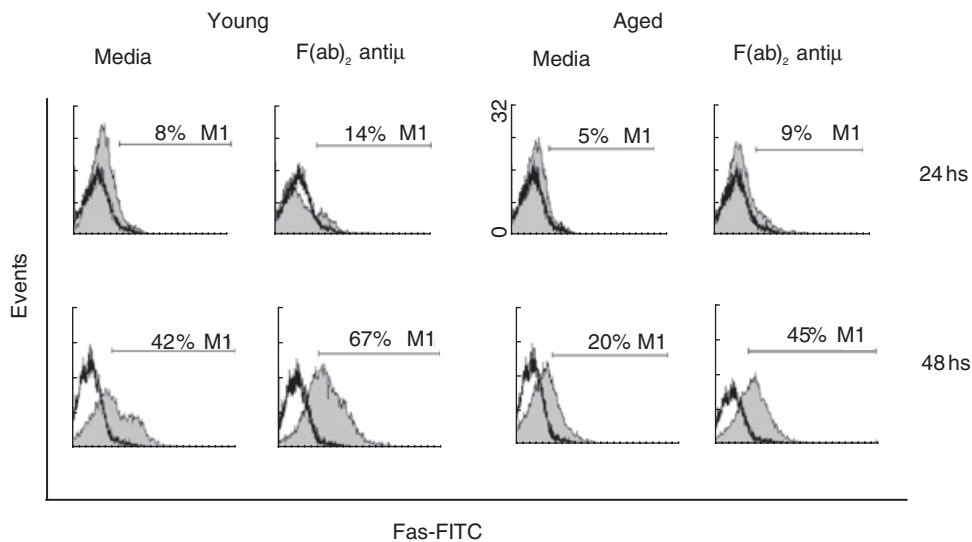 Young Aged
Media F(ab)₂ antiμ Media F(ab)₂ antiμ
8% M1 14% M1 32 5% M1 9% M1
24 hs
0
42% M1 67% M1 20% M1 45% M1
48 hs
Events
Fas-FITC